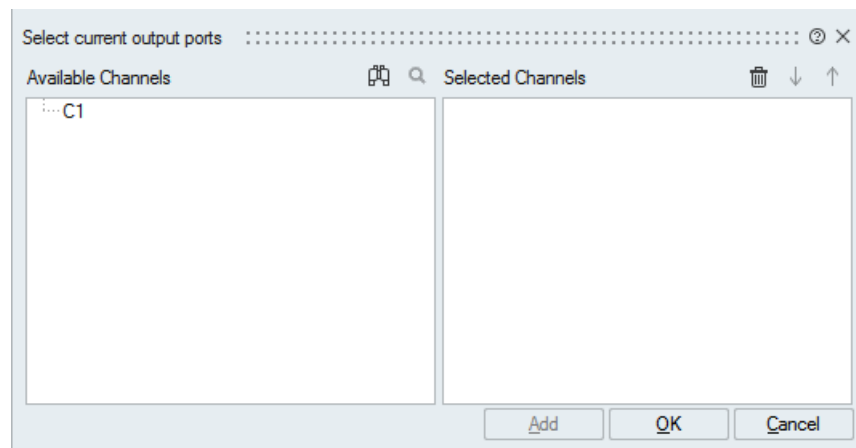 Select current output ports
Available Channels
Selected Channels
C1
Add
OK
Cancel